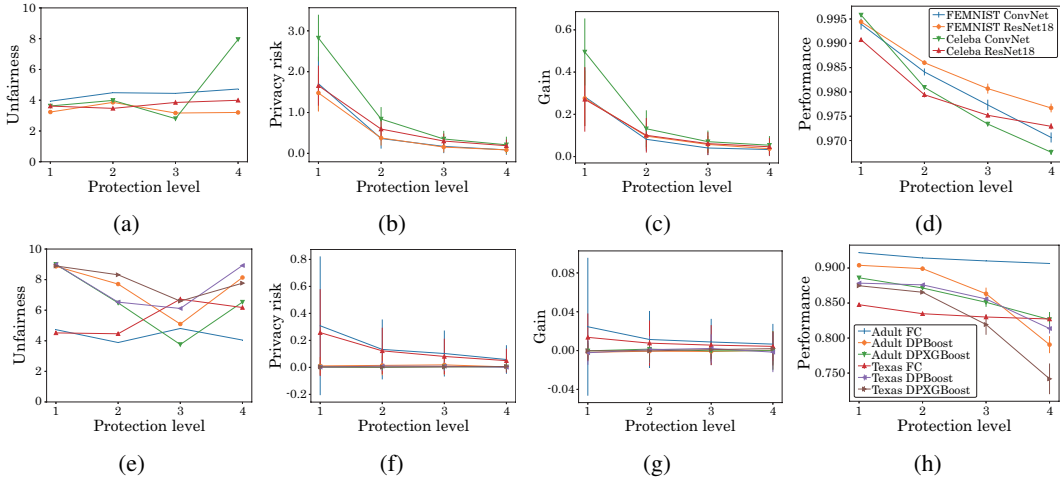 Unfairness
10
8
6
4
2
0
1 2 3 4
Protection level
(a)
Privacy risk
3.0
2.0
1.0
0.0
1 2 3 4
Protection level
(b)
Gain
0.6
0.4
0.2
0.0
1 2 3 4
Protection level
(c)
Performance
0.995
0.990
0.985
0.980
0.975
0.970
FEMNIST ConvNet
FEMNIST ResNet18
Celeba ConvNet
Celeba ResNet18
1 2 3 4
Protection level
(d)
Unfairness
10
8
6
4
2
0
1 2 3 4
Protection level
(e)
Privacy risk
0.8
0.6
0.4
0.2
0.0
-0.2
1 2 3 4
Protection level
(f)
Gain
0.08
0.04
0.00
-0.04
1 2 3 4
Protection level
(g)
Performance
0.900
0.850
0.800
0.750
Adult FC
Adult DPBoost
Adult DPXGBoost
Texas FC
Texas DPBoost
Texas DPXGBoost
1 2 3 4
Protection level
(h)